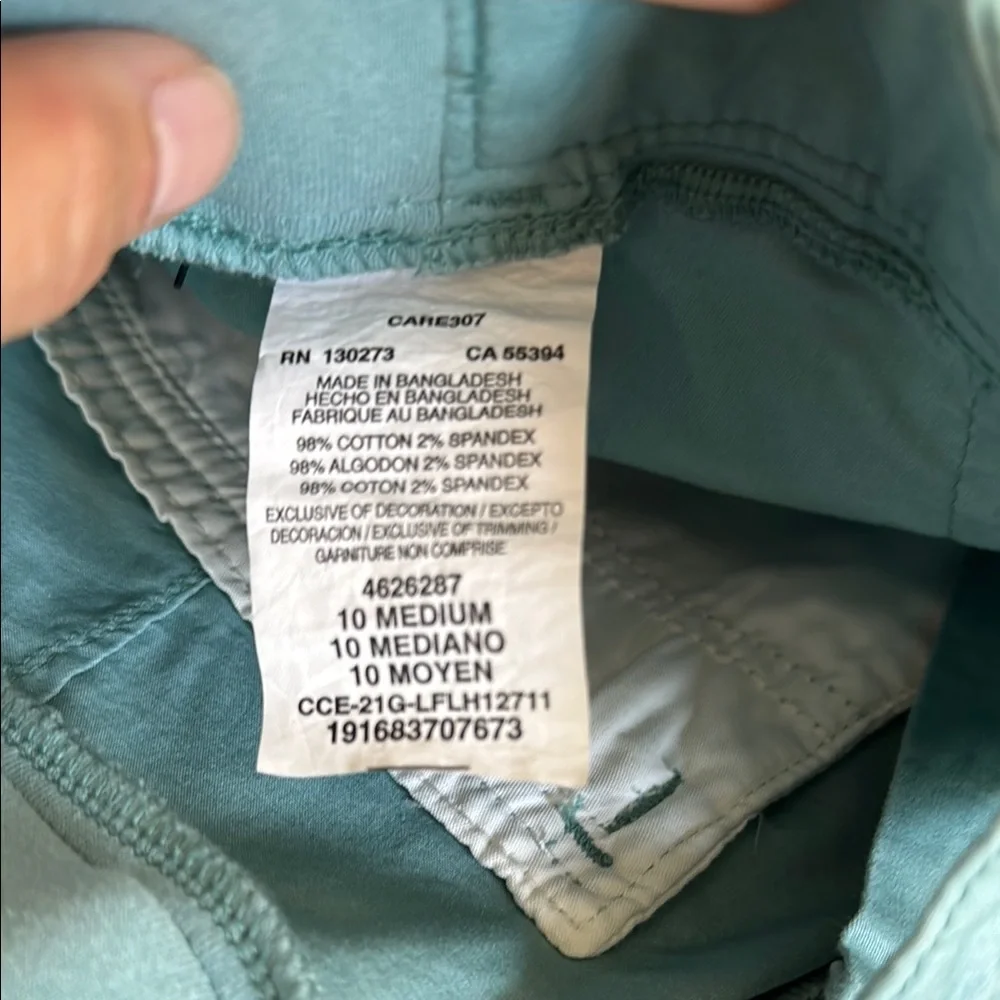 CARE307
RN 130273 CA 55394
MADE IN BANGLADESH
HECHO EN BANGLADESH
FABRIQUE AU BANGLADESH
98% COTTON 2% SPANDEX
98% ALGODON 2% SPANDEX
98% COTON 2% SPANDEX
EXCLUSIVE OF DECORATION / EXCEPTO
DECORACION / EXCLUSIVE OF TRIMMING /
GARNITURE NON COMPRISE
4626287
10 MEDIUM
10 MEDIANO
10 MOYEN
CCE-21G-LFLH12711
191683707673